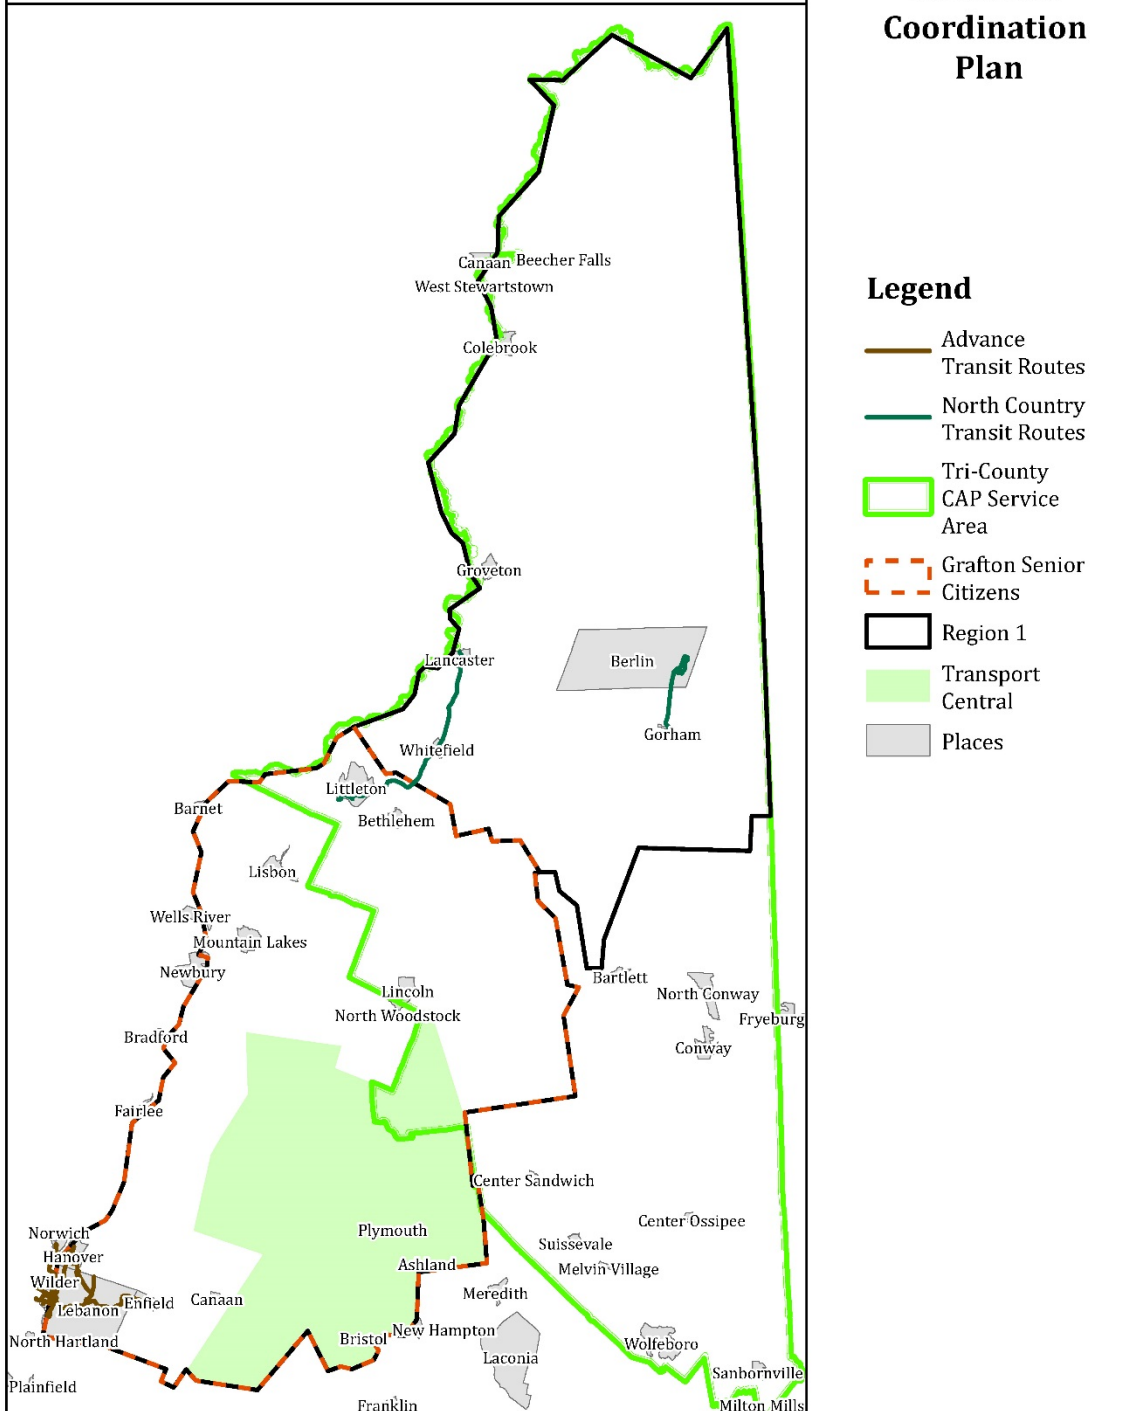 Coordination
Plan
Legend
Advance
Transit Routes
North Country
Transit Routes
Tri-County
CAP Service
Area
Grafton Senior
Citizens
Region 1
Transport
Central
Places
Canaan
Beecher Falls
West Stewartstown
Colebrook
Groveton
Lancaster
Berlin
Gorham
Whitefield
Littleton
Barnet
Bethlehem
Lisbon
Wells River
Mountain Lakes
Newbury
Bartlett
Lincoln
North Conway
North Woodstock
Fryeburg
Bradford
Conway
Fairlee
Center Sandwich
Center Ossipee
Norwich
Plymouth
Suissevale
Hanover
Ashland
Melvin Village
Wilder
Meredith
Canaan
Enfield
Lebanon
New Hampton
Bristol
North Hartland
Wolfeboro
Laconia
Sanbornville
Plainfield
Franklin
Milton Mills